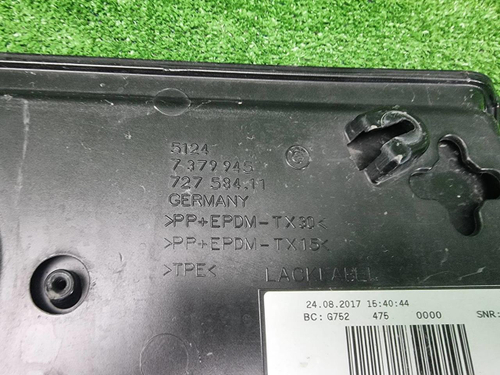 5124
7 379 945
727 584.11
GERMANY
>PP+EPDM-TX30<
>PP+EPDM-TX15<
>TPE< LACKLABEL
24.08.2017 15:40:44
BC: G752 475 0000 SNR: